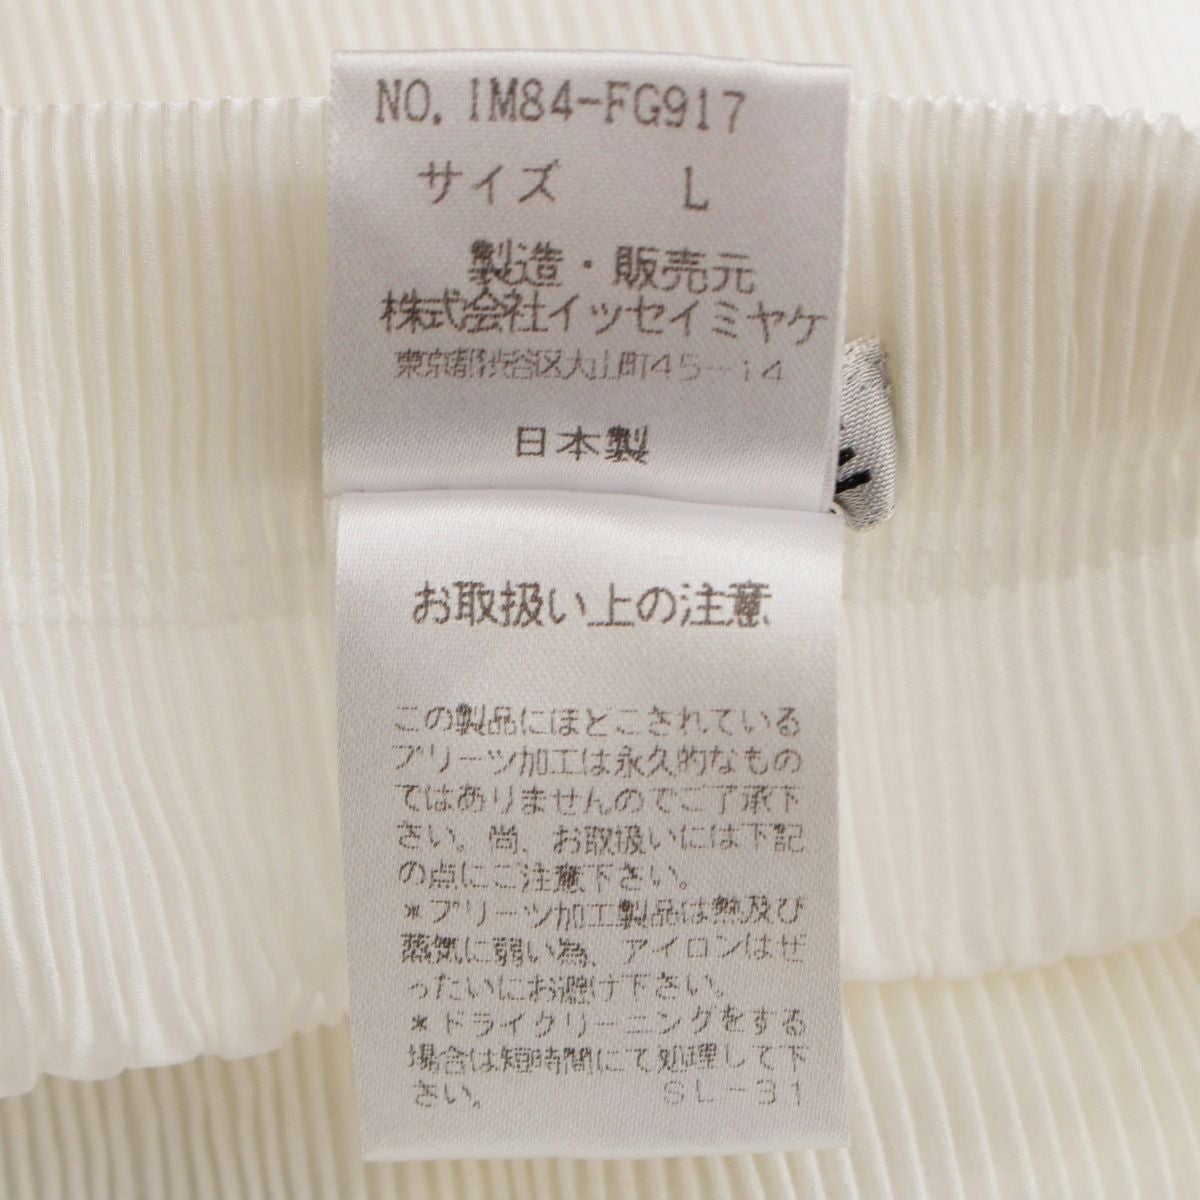 NO. IM84-FG917
サイズ L
製造・販売元
株式会社イッセイミヤケ
東京都渋谷区大山町45-14
日本製
お取扱い上の注意
この製品にほどこされている
プリーツ加工は永久的なもの
ではありませんのでご了承下
さい。尚、お取扱いには下記
の点にご注意下さい。
*プリーツ加工製品は熱及び
蒸気に弱い為、アイロンはぜ
ったいにお避け下さい。
*ドライクリーニングをする
場合は短時間にて処理して下
さい。 SL-31